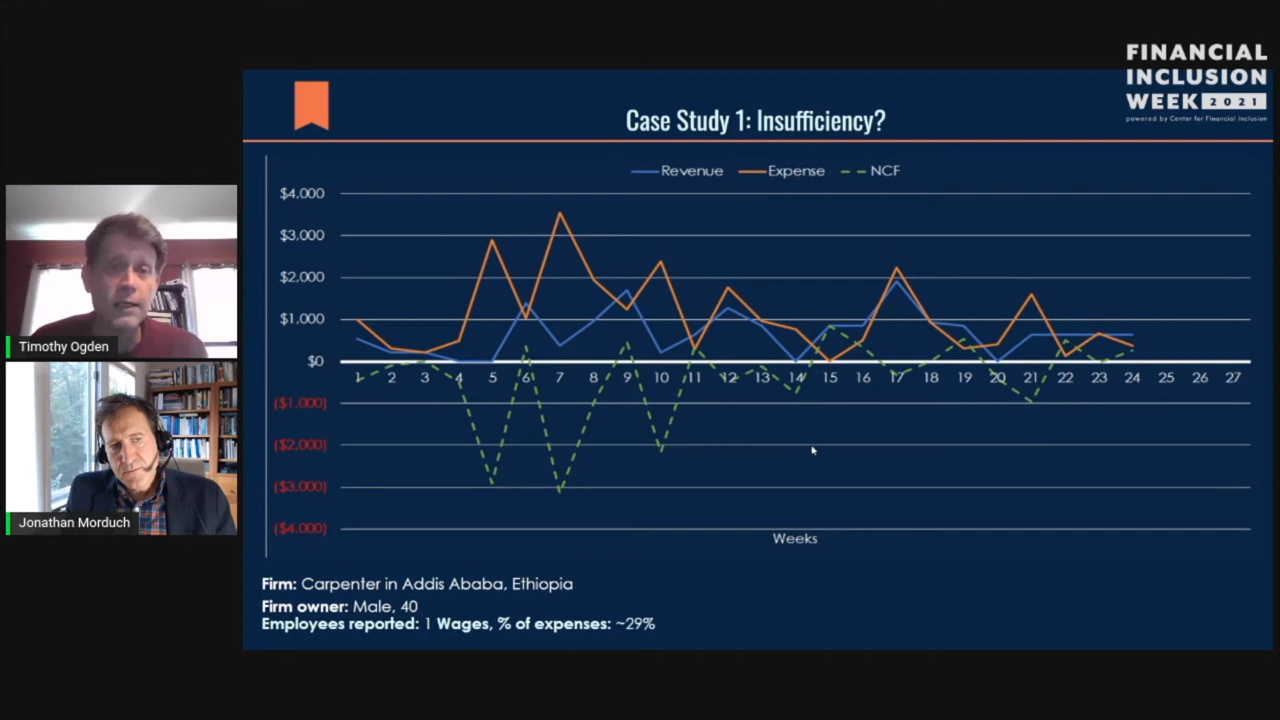 FINANCIAL
INCLUSION
WEEK 2021
powered by Center for Financial Inclusion
Case Study 1: Insufficiency?
Revenue Expense NCF
$4,000
$3,000
$2,000
$1,000
$0
1 2 3 4 5 6 7 8 9 10 11 12 13 14 15 16 17 18 19 20 21 22 23 24 25 26 27
($1,000)
($2,000)
($3,000)
($4,000)
Weeks
Timothy Ogden
Jonathan Morduch
Firm: Carpenter in Addis Ababa, Ethiopia
Firm owner: Male, 40
Employees reported: 1 Wages, % of expenses: ~29%